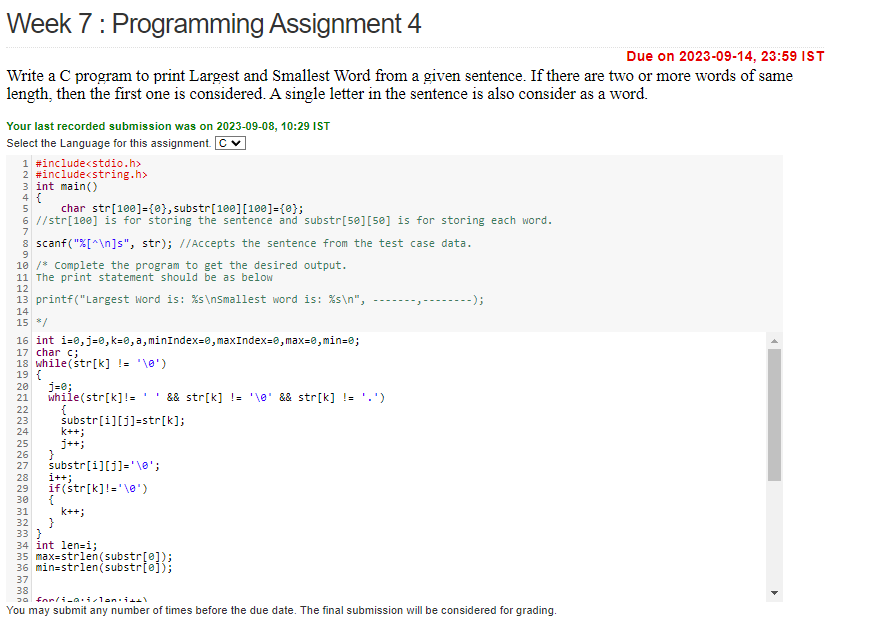 Week 7 : Programming Assignment 4
Due on 2023-09-14, 23:59 IST
Write a C program to print Largest and Smallest Word from a given sentence. If there are two or more words of same
length, then the first one is considered. A single letter in the sentence is also consider as a word.
Your last recorded submission was on 2023-09-08, 10:29 IST
Select the Language for this assignment. C
1 #include<stdio.h>
2 #include<string.h>
3 int main()
4 {
5     char str[100]={0},substr[100][100]={0};
6 //str[100] is for storing the sentence and substr[50][50] is for storing each word.
7
8 scanf("%[^\n]s", str); //Accepts the sentence from the test case data.
9
10 /* Complete the program to get the desired output.
11 The print statement should be as below
12
13 printf("Largest Word is: %s\nSmallest word is: %s\n", -------,--------);
14
15 */
16 int i=0,j=0,k=0,a,minIndex=0,maxIndex=0,max=0,min=0;
17 char c;
18 while(str[k] != '\0')
19 {
20   j=0;
21   while(str[k]!= ' ' && str[k] != '\0' && str[k] != '.')
22     {
23     substr[i][j]=str[k];
24     k++;
25     j++;
26   }
27   substr[i][j]='\0';
28   i++;
29   if(str[k]!='\0')
30   {
31     k++;
32   }
33 }
34 int len=i;
35 max=strlen(substr[0]);
36 min=strlen(substr[0]);
37
38
39 for(i=0;i<len;i++)
You may submit any number of times before the due date. The final submission will be considered for grading.